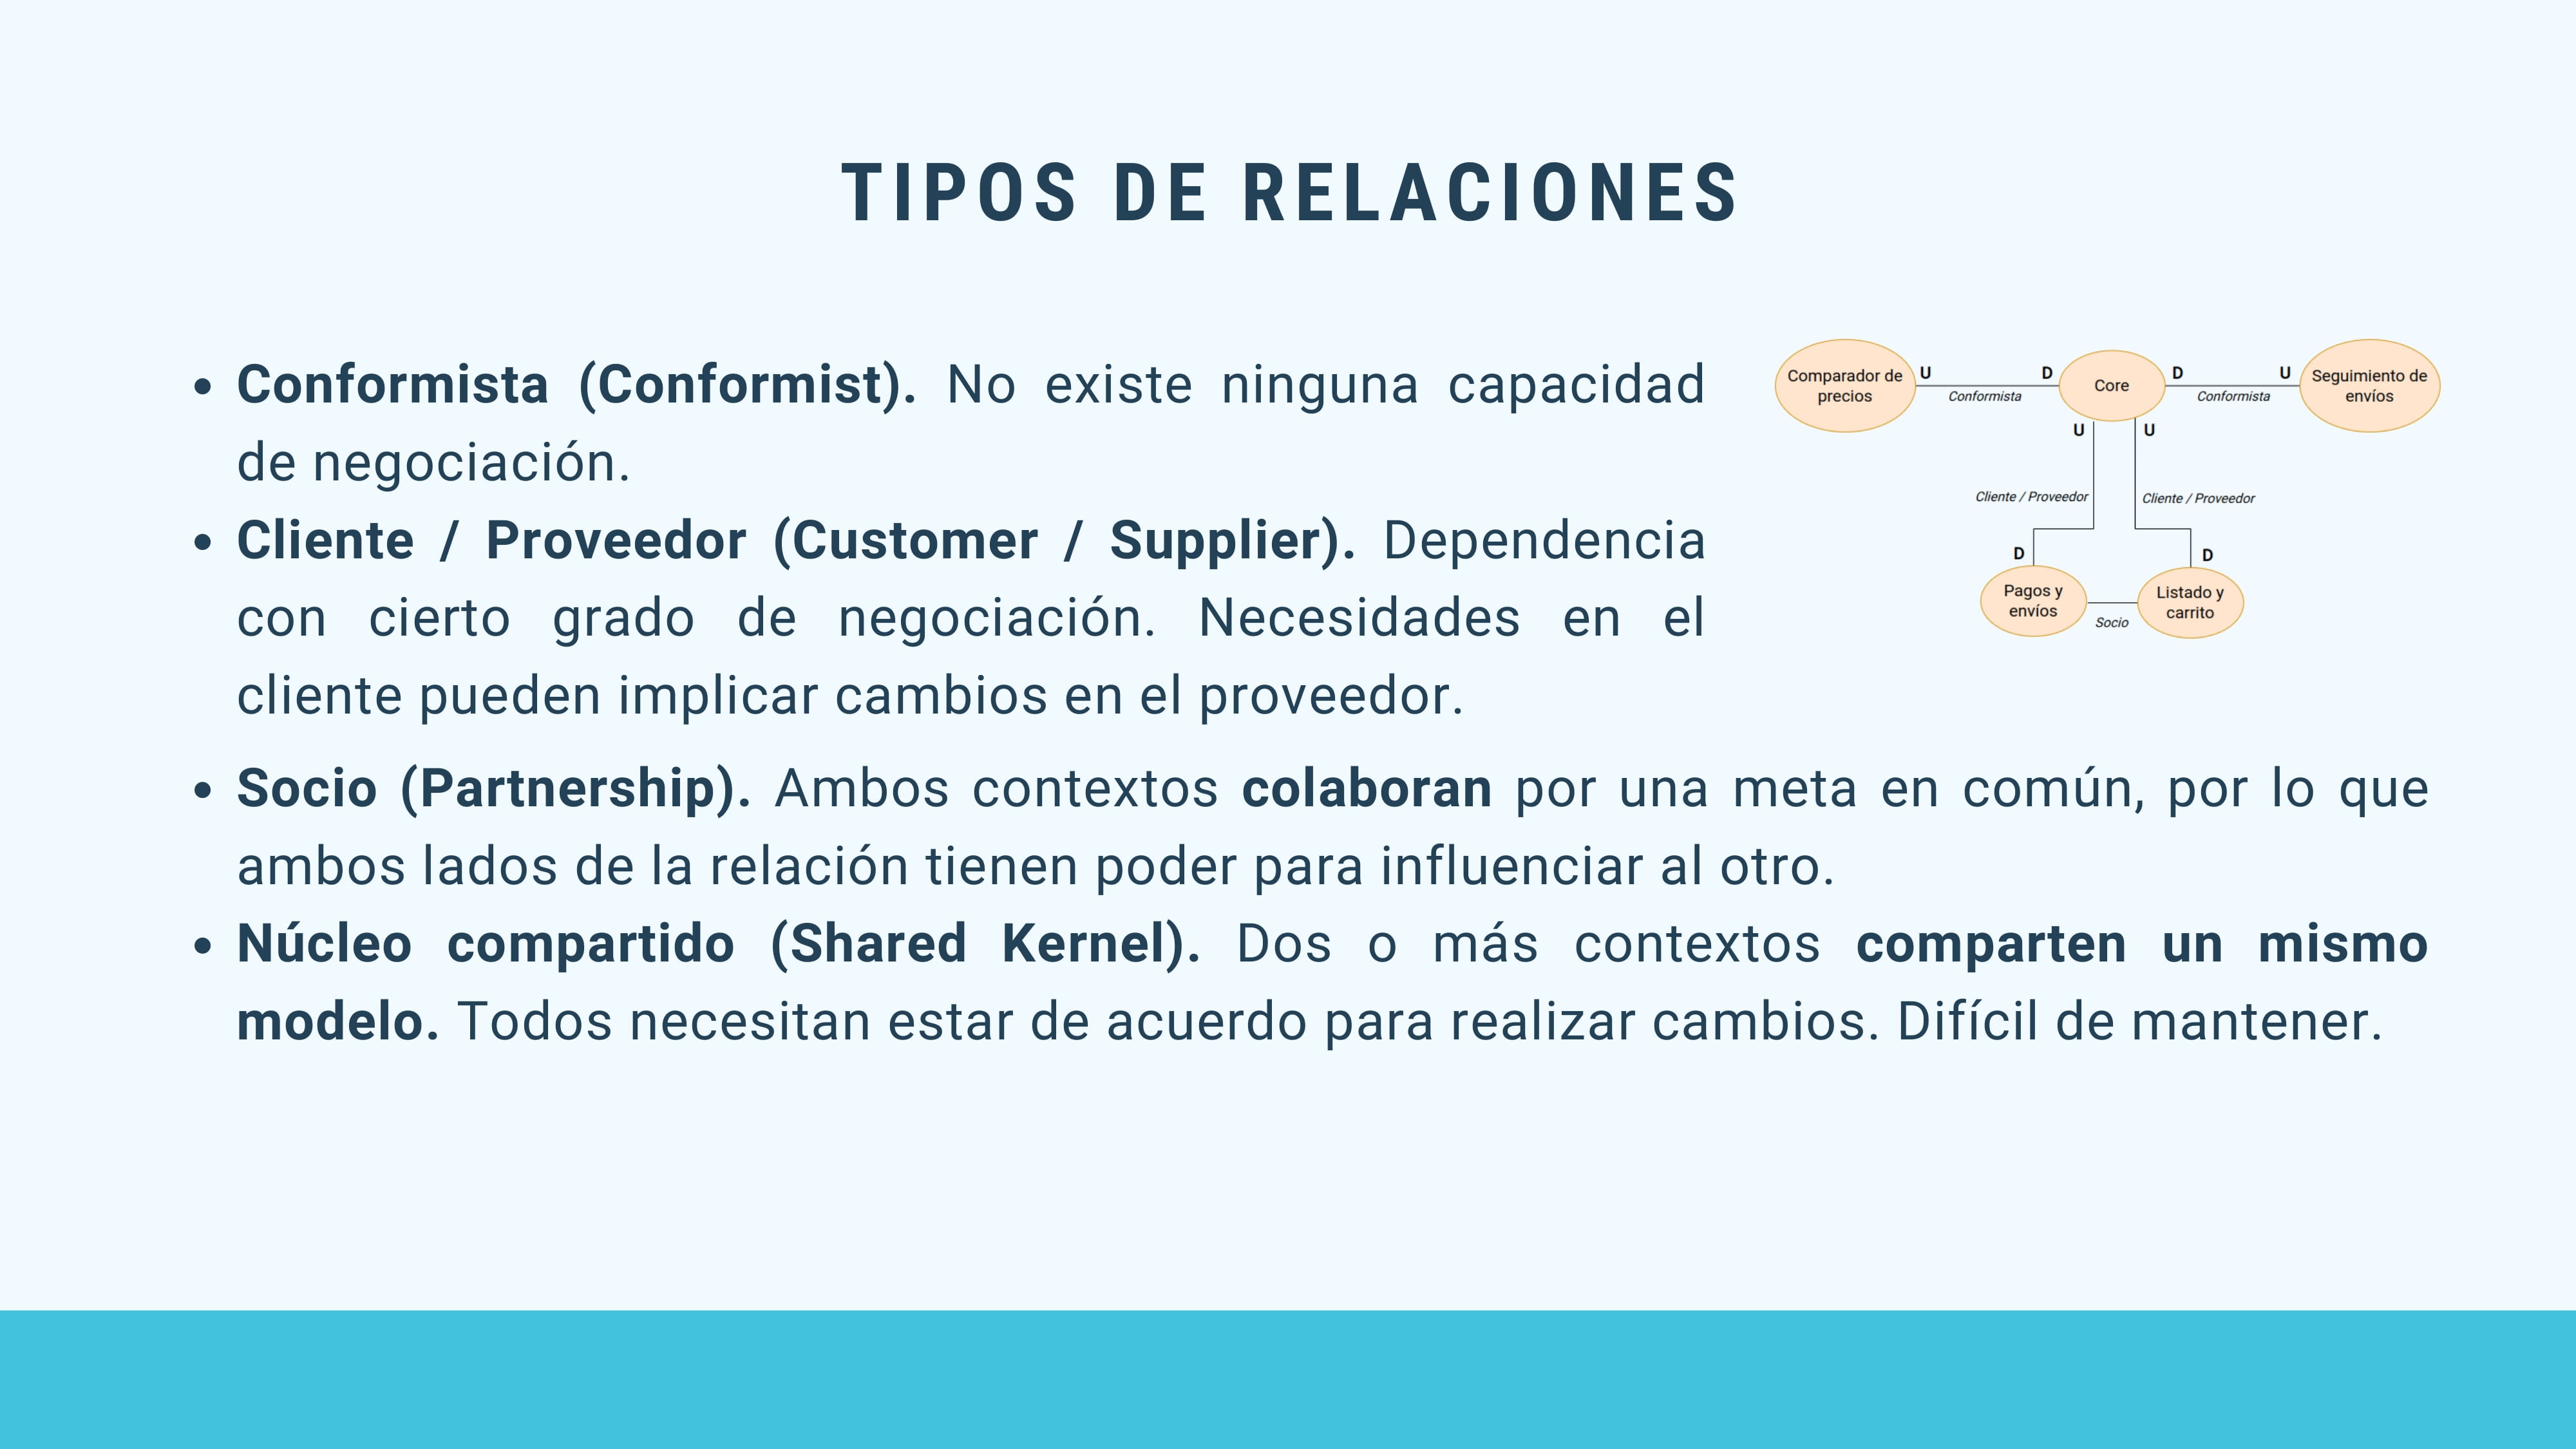 TIPOS DE RELACIONES
• Conformista (Conformist). No existe ninguna capacidad
de negociación.
• Cliente / Proveedor (Customer / Supplier). Dependencia
con cierto grado de negociación. Necesidades en el
cliente pueden implicar cambios en el proveedor.
• Socio (Partnership). Ambos contextos colaboran por una meta en común, por lo que
ambos lados de la relación tienen poder para influenciar al otro.
• Núcleo compartido (Shared Kernel). Dos o más contextos comparten un mismo
modelo. Todos necesitan estar de acuerdo para realizar cambios. Difícil de mantener.
Comparador de
precios
U
Conformista
D
Core
D
Conformista
U
Seguimiento de
envíos
U
U
Cliente / Proveedor
Cliente / Proveedor
D
D
Pagos y
envíos
Socio
Listado y
carrito